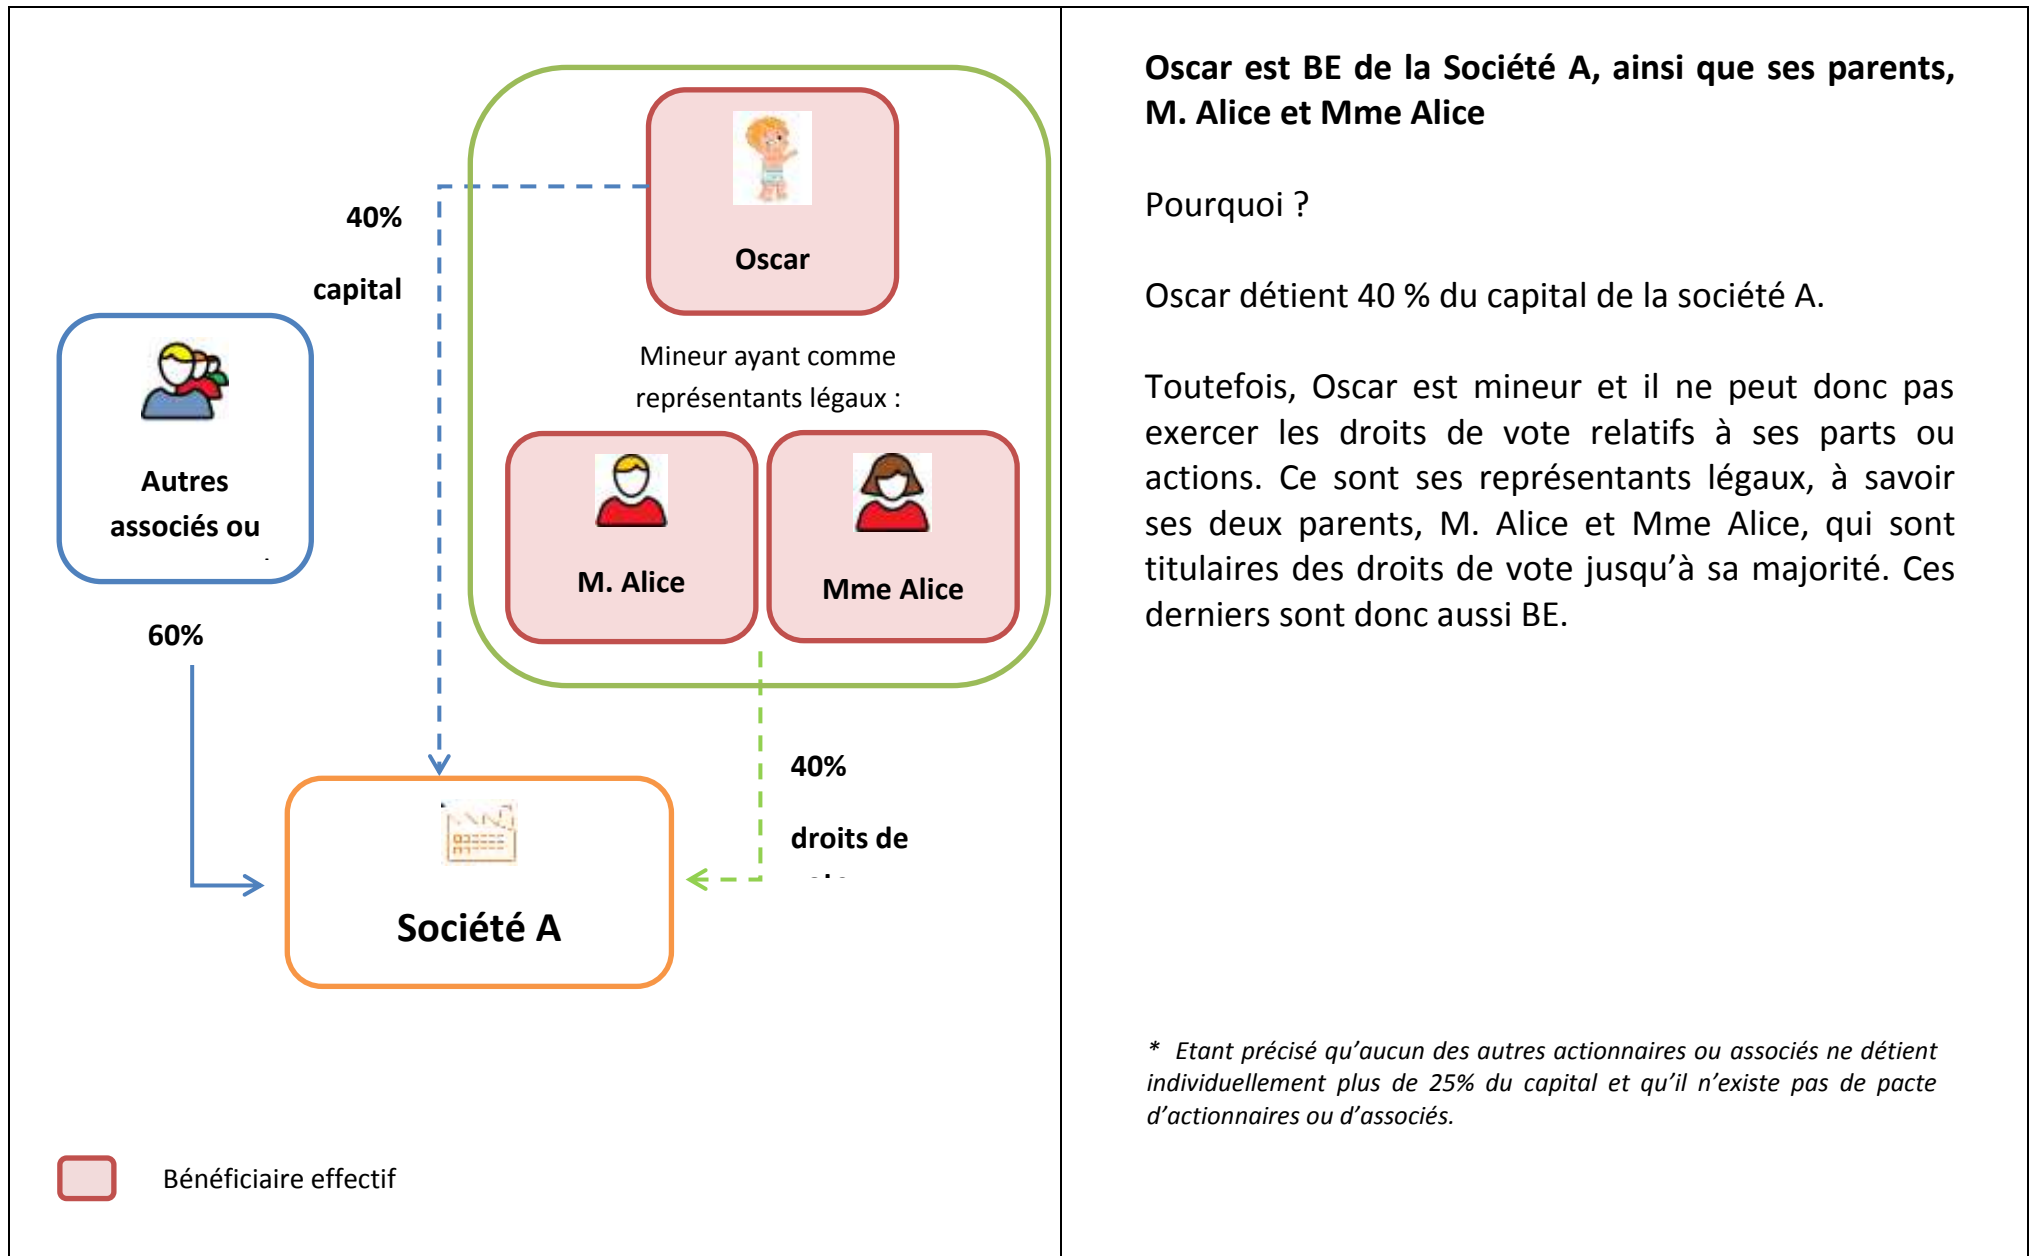 40%
capital
Oscar
Mineur ayant comme
représentants légaux :
Autres
associés ou
M. Alice
Mme Alice
60%
40%
droits de
Société A
Bénéficiaire effectif
Oscar est BE de la Société A, ainsi que ses parents,
M. Alice et Mme Alice
Pourquoi ?
Oscar détient 40 % du capital de la société A.
Toutefois, Oscar est mineur et il ne peut donc pas
exercer les droits de vote relatifs à ses parts ou
actions. Ce sont ses représentants légaux, à savoir
ses deux parents, M. Alice et Mme Alice, qui sont
titulaires des droits de vote jusqu’à sa majorité. Ces
derniers sont donc aussi BE.
* Etant précisé qu’aucun des autres actionnaires ou associés ne détient
individuellement plus de 25% du capital et qu’il n’existe pas de pacte
d’actionnaires ou d’associés.